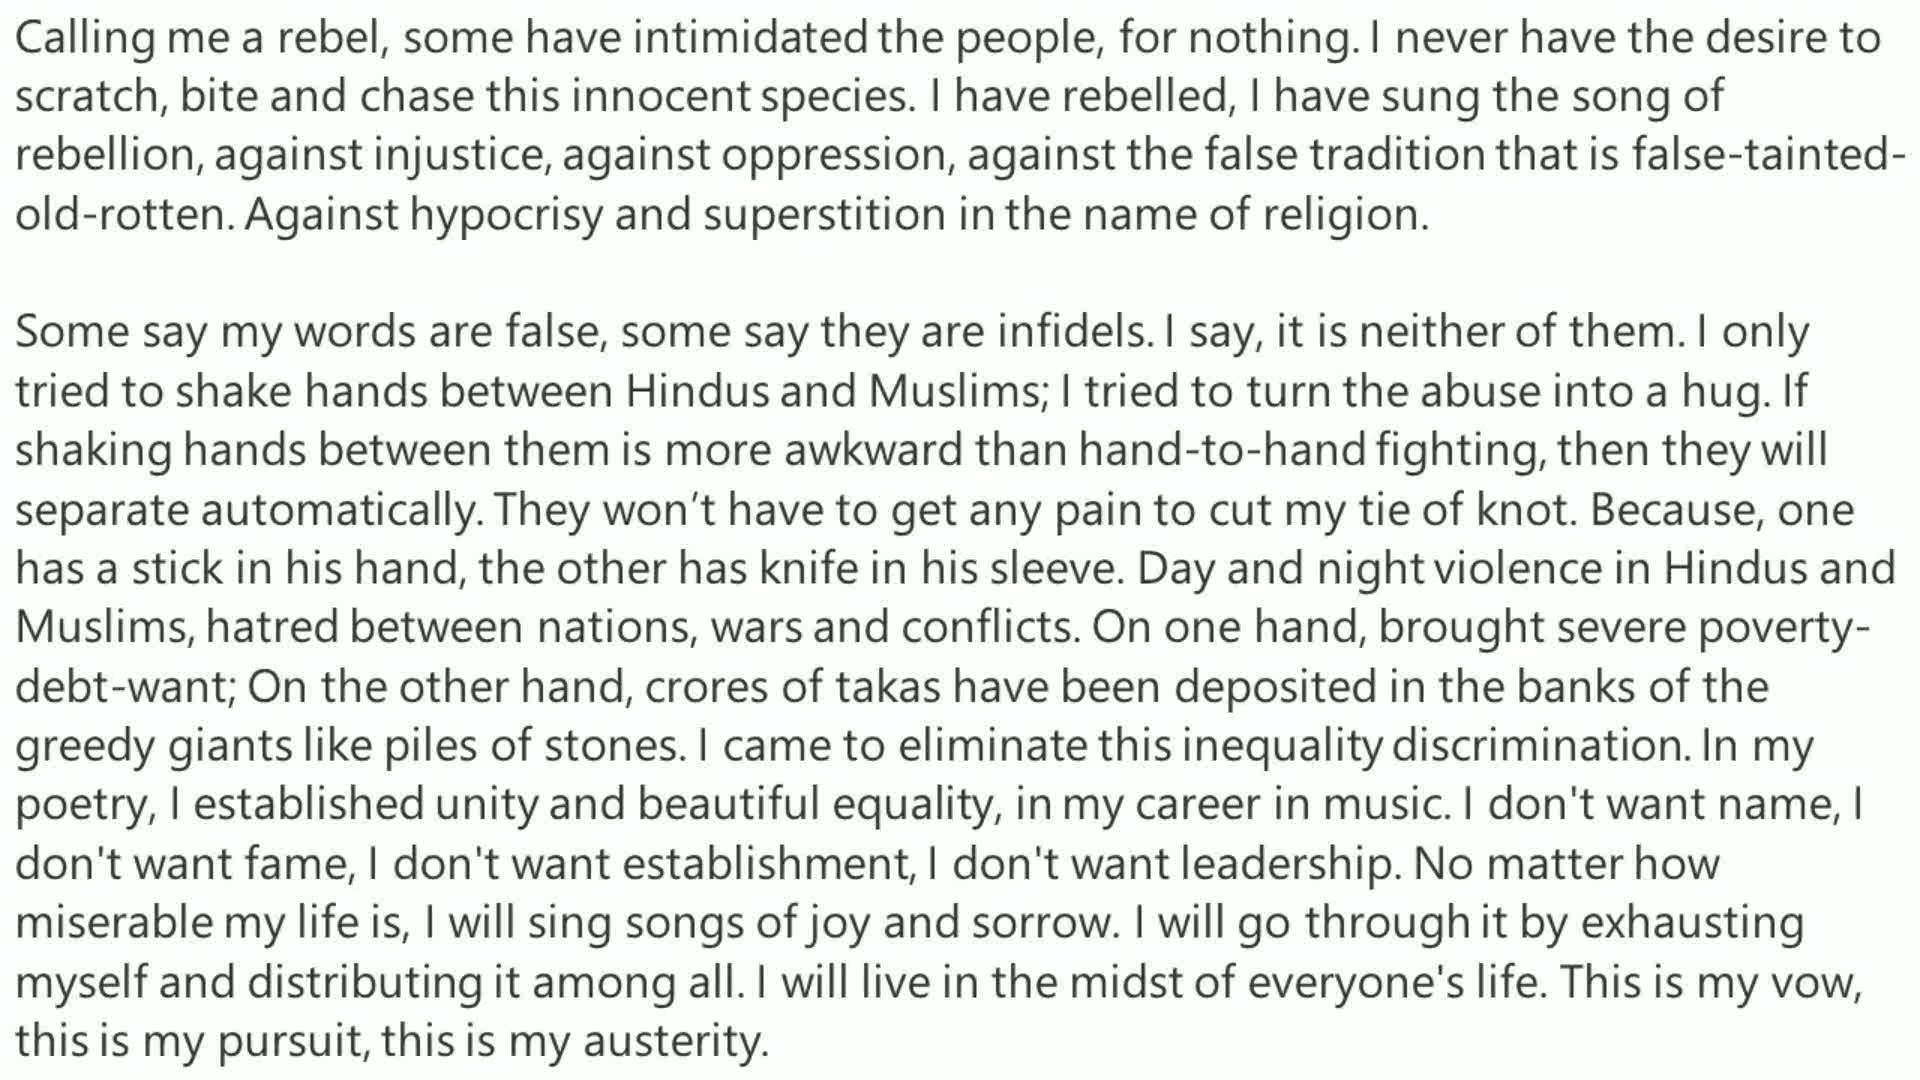 Calling me a rebel, some have intimidated the people, for nothing. I never have the desire to
scratch, bite and chase this innocent species. I have rebelled, I have sung the song of
rebellion, against injustice, against oppression, against the false tradition that is false-tainted-
old-rotten. Against hypocrisy and superstition in the name of religion.
Some say my words are false, some say they are infidels. I say, it is neither of them. I only
tried to shake hands between Hindus and Muslims; I tried to turn the abuse into a hug. If
shaking hands between them is more awkward than hand-to-hand fighting, then they will
separate automatically. They won’t have to get any pain to cut my tie of knot. Because, one
has a stick in his hand, the other has knife in his sleeve. Day and night violence in Hindus and
Muslims, hatred between nations, wars and conflicts. On one hand, brought severe poverty-
debt-want; On the other hand, crores of takas have been deposited in the banks of the
greedy giants like piles of stones. I came to eliminate this inequality discrimination. In my
poetry, I established unity and beautiful equality, in my career in music. I don't want name, I
don't want fame, I don't want establishment, I don't want leadership. No matter how
miserable my life is, I will sing songs of joy and sorrow. I will go through it by exhausting
myself and distributing it among all. I will live in the midst of everyone's life. This is my vow,
this is my pursuit, this is my austerity.